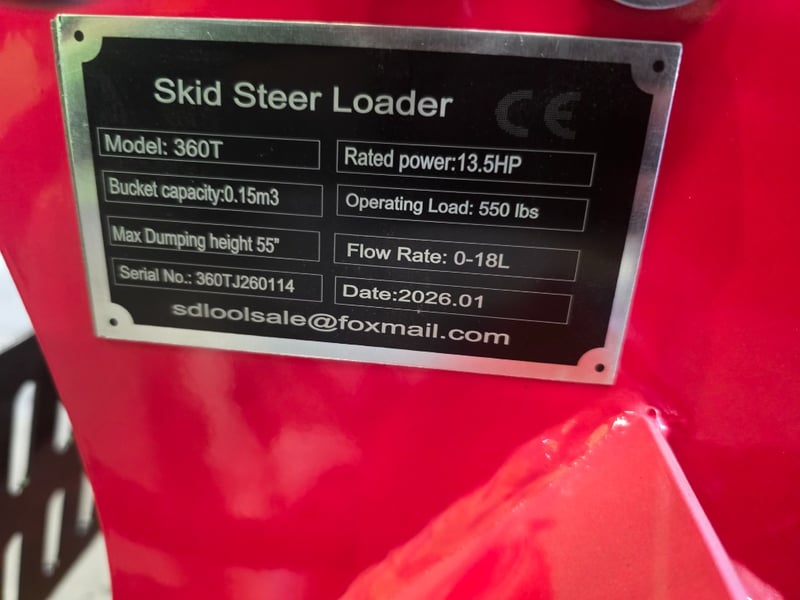 Skid Steer Loader
CE
Model: 360T
Rated power:13.5HP
Bucket capacity:0.15m3
Operating Load: 550 lbs
Max Dumping height 55"
Flow Rate: 0-18L
Serial No.: 360TJ260114
Date:2026.01
sdloolsale@foxmail.com